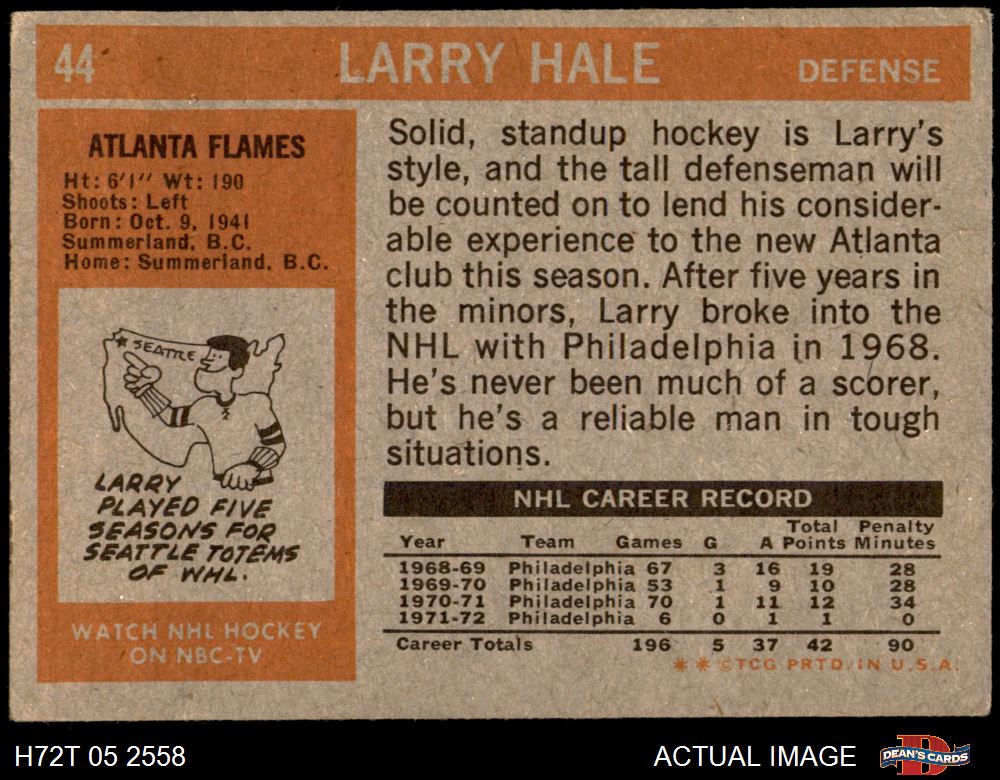 44 LARRY HALE DEFENSE
ATLANTA FLAMES
Ht: 6'1" Wt: 190
Shoots: Left
Born: Oct. 9, 1941
Summerland, B.C.
Home: Summerland, B.C.
★ SEATTLE
LARRY
PLAYED FIVE
SEASONS FOR
SEATTLE TOTEMS
OF WHL.
WATCH NHL HOCKEY
ON NBC-TV
Solid, standup hockey is Larry's
style, and the tall defenseman will
be counted on to lend his consider-
able experience to the new Atlanta
club this season. After five years in
the minors, Larry broke into the
NHL with Philadelphia in 1968.
He's never been much of a scorer,
but he's a reliable man in tough
situations.
NHL CAREER RECORD
Total Penalty
Year Team Games G A Points Minutes
1968-69 Philadelphia 67 3 16 19 28
1969-70 Philadelphia 53 1 9 10 28
1970-71 Philadelphia 70 1 11 12 34
1971-72 Philadelphia 6 0 1 1 0
Career Totals 196 5 37 42 90
* * ©TCG PRTD. IN U.S.A.
H72T 05 2558 ACTUAL IMAGE DEAN'S CARDS